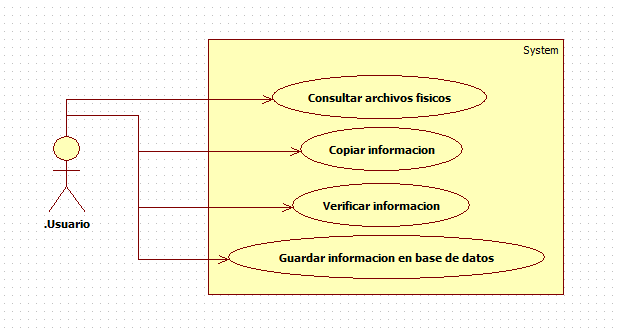 System
Consultar archivos fisicos
Copiar informacion
Verificar informacion
.Usuario
Guardar informacion en base de datos